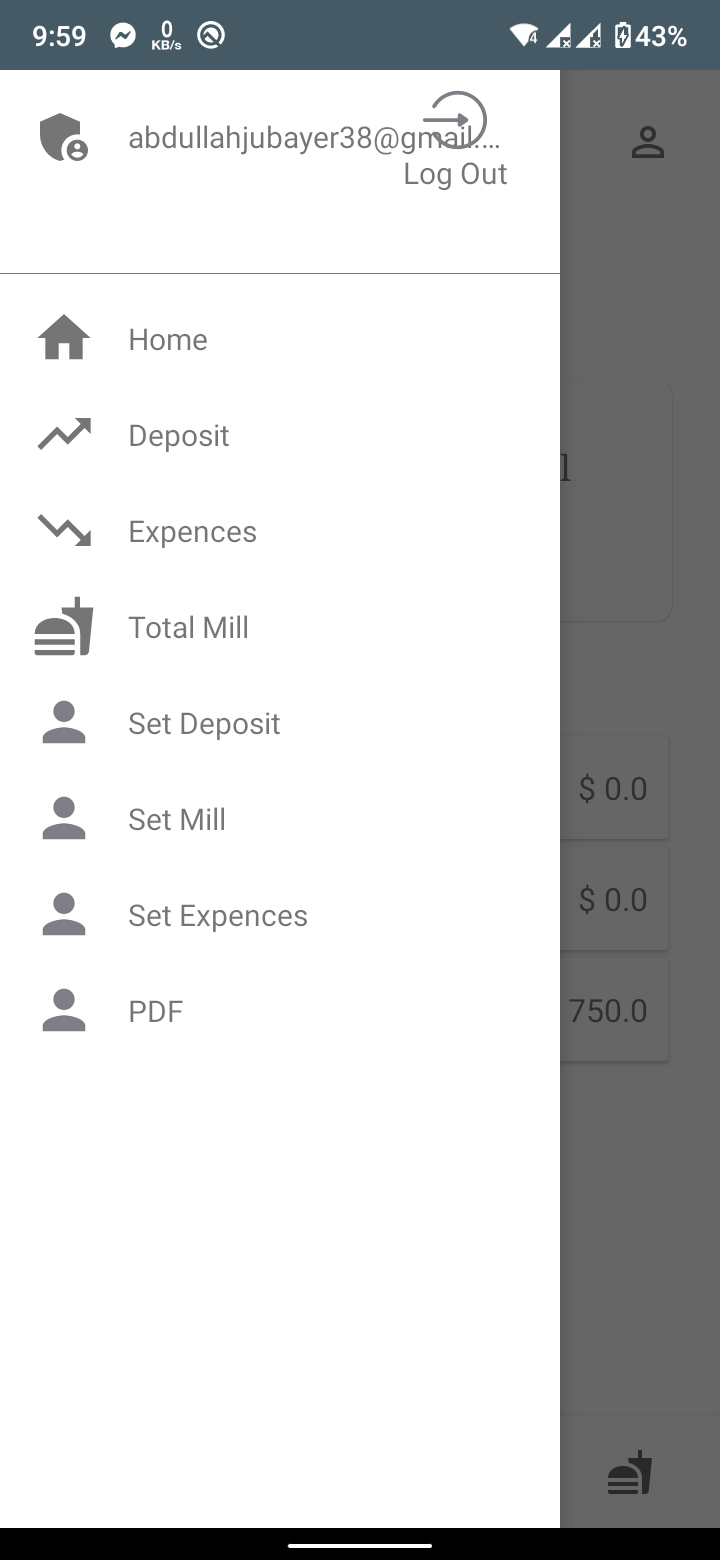 9:59 0 KB/s 4 43%
abdullahjubayer38@gmail....
Log Out
Home
Deposit
l
Expences
Total Mill
Set Deposit
$ 0.0
Set Mill
$ 0.0
Set Expences
PDF
750.0